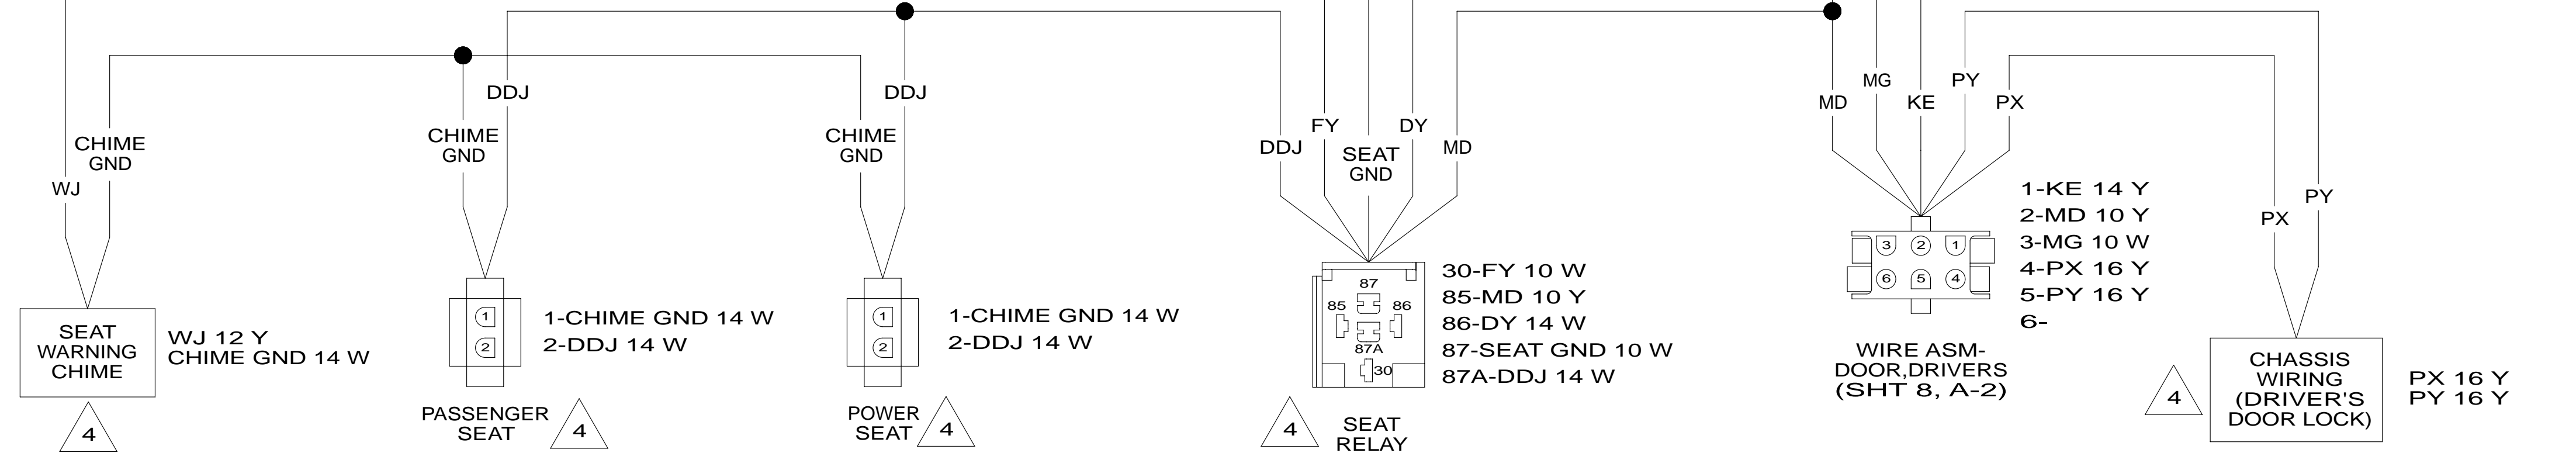 WJ
CHIME
GND
CHIME
GND
DDJ
CHIME
GND
DDJ
DDJ
FY
SEAT
GND
DY
MD
MD
MG
KE
PY
PX
PX
PY
SEAT
WARNING
CHIME
WJ 12 Y
CHIME GND 14 W
4
1
2
1-CHIME GND 14 W
2-DDJ 14 W
PASSENGER
SEAT
4
1
2
1-CHIME GND 14 W
2-DDJ 14 W
POWER
SEAT
4
87
85
86
87A
30
30-FY 10 W
85-MD 10 Y
86-DY 14 W
87-SEAT GND 10 W
87A-DDJ 14 W
4
SEAT
RELAY
3 2 1
6 5 4
1-KE 14 Y
2-MD 10 Y
3-MG 10 W
4-PX 16 Y
5-PY 16 Y
6-
WIRE ASM-
DOOR,DRIVERS
(SHT 8, A-2)
4
CHASSIS
WIRING
(DRIVER'S
DOOR LOCK)
PX 16 Y
PY 16 Y